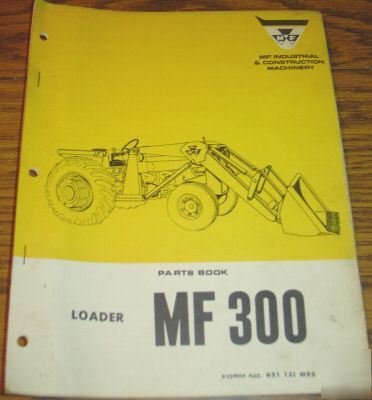 MF
MF INDUSTRIAL
& CONSTRUCTION
MACHINERY
PARTS BOOK
LOADER MF 300
FORM NO. 651 131 M95